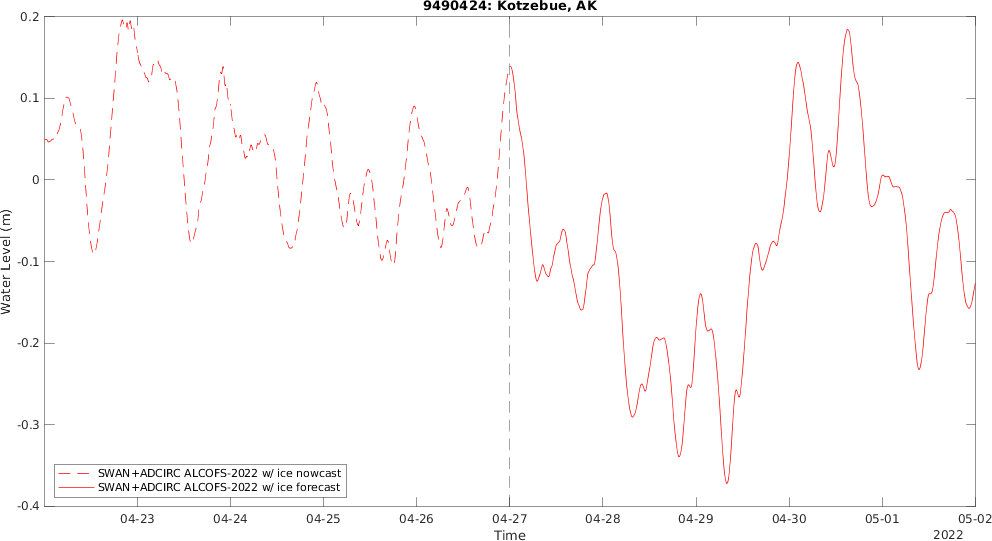 9490424: Kotzebue, AK
0.2
0.1
0
-0.1
-0.2
-0.3
-0.4
Water Level (m)
SWAN+ADCIRC ALCOFS-2022 w/ ice nowcast
SWAN+ADCIRC ALCOFS-2022 w/ ice forecast
04-23 04-24 04-25 04-26 04-27 04-28 04-29 04-30 05-01 05-02
Time
2022